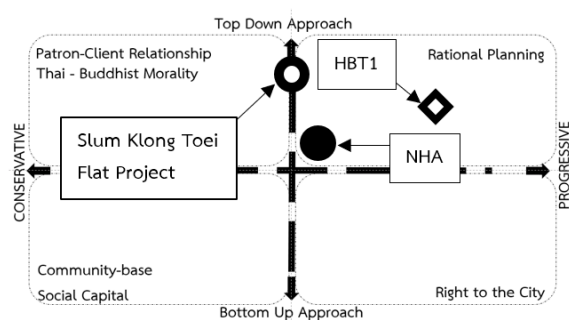 Top Down Approach
Patron-Client Relationship
Thai - Buddhist Morality
HBT1
Rational Planning
Slum Klong Toei
Flat Project
NHA
CONSERVATIVE
PROGRESSIVE
Community-base
Social Capital
Right to the City
Bottom Up Approach